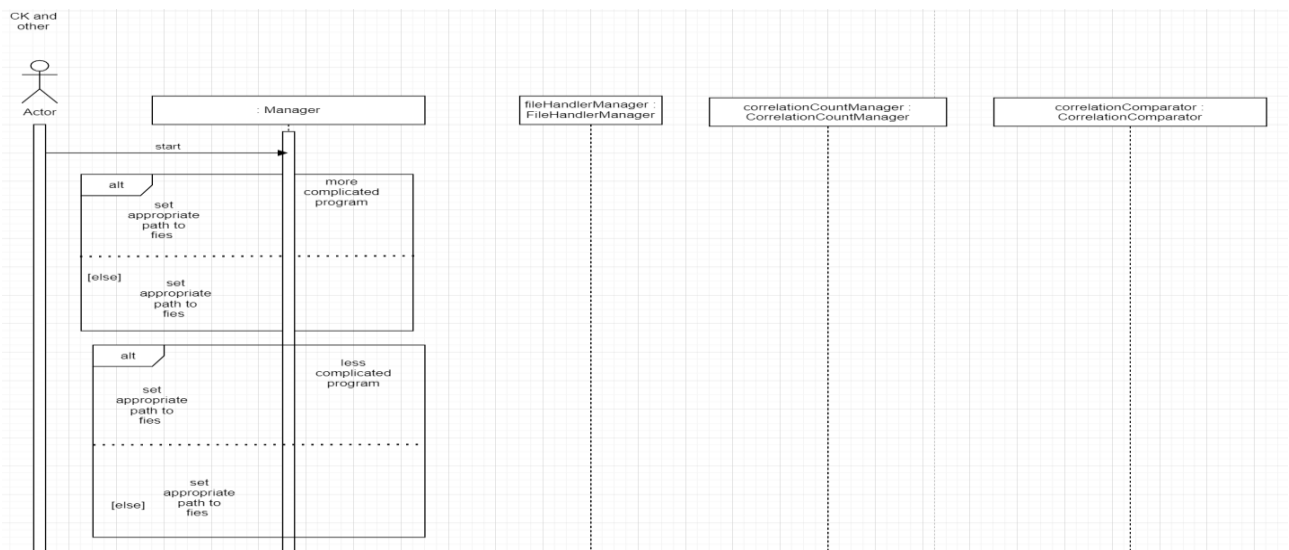 CK and
other
Actor
: Manager
fileHandlerManager :
FileHandlerManager
correlationCountManager :
CorrelationCountManager
correlationComparator :
CorrelationComparator
start
alt
more
complicated
program
set
appropriate
path to
fies
[else]
set
appropriate
path to
fies
alt
less
complicated
program
set
appropriate
path to
fies
[else]
set
appropriate
path to
fies